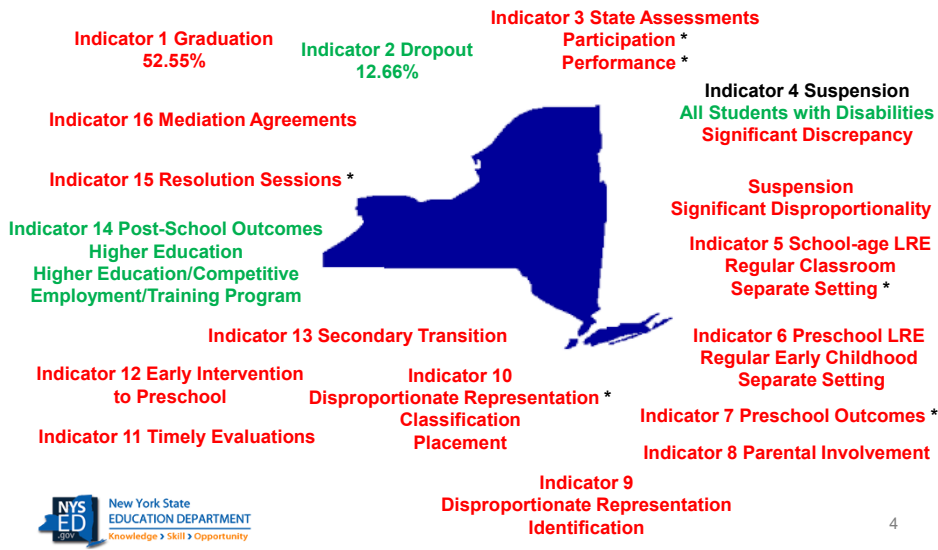 Indicator 1 Graduation
52.55%
Indicator 2 Dropout
12.66%
Indicator 3 State Assessments
Participation *
Performance *
Indicator 4 Suspension
All Students with Disabilities
Significant Discrepancy
Indicator 16 Mediation Agreements
Indicator 15 Resolution Sessions *
Suspension
Significant Disproportionality
Indicator 14 Post-School Outcomes
Higher Education
Higher Education/Competitive
Employment/Training Program
Indicator 5 School-age LRE
Regular Classroom
Separate Setting *
Indicator 13 Secondary Transition
Indicator 6 Preschool LRE
Regular Early Childhood
Separate Setting
Indicator 12 Early Intervention
to Preschool
Indicator 10
Disproportionate Representation *
Classification
Placement
Indicator 7 Preschool Outcomes *
Indicator 11 Timely Evaluations
Indicator 8 Parental Involvement
Indicator 9
Disproportionate Representation
Identification
NYS
ED
.gov
New York State
EDUCATION DEPARTMENT
Knowledge > Skill > Opportunity
4